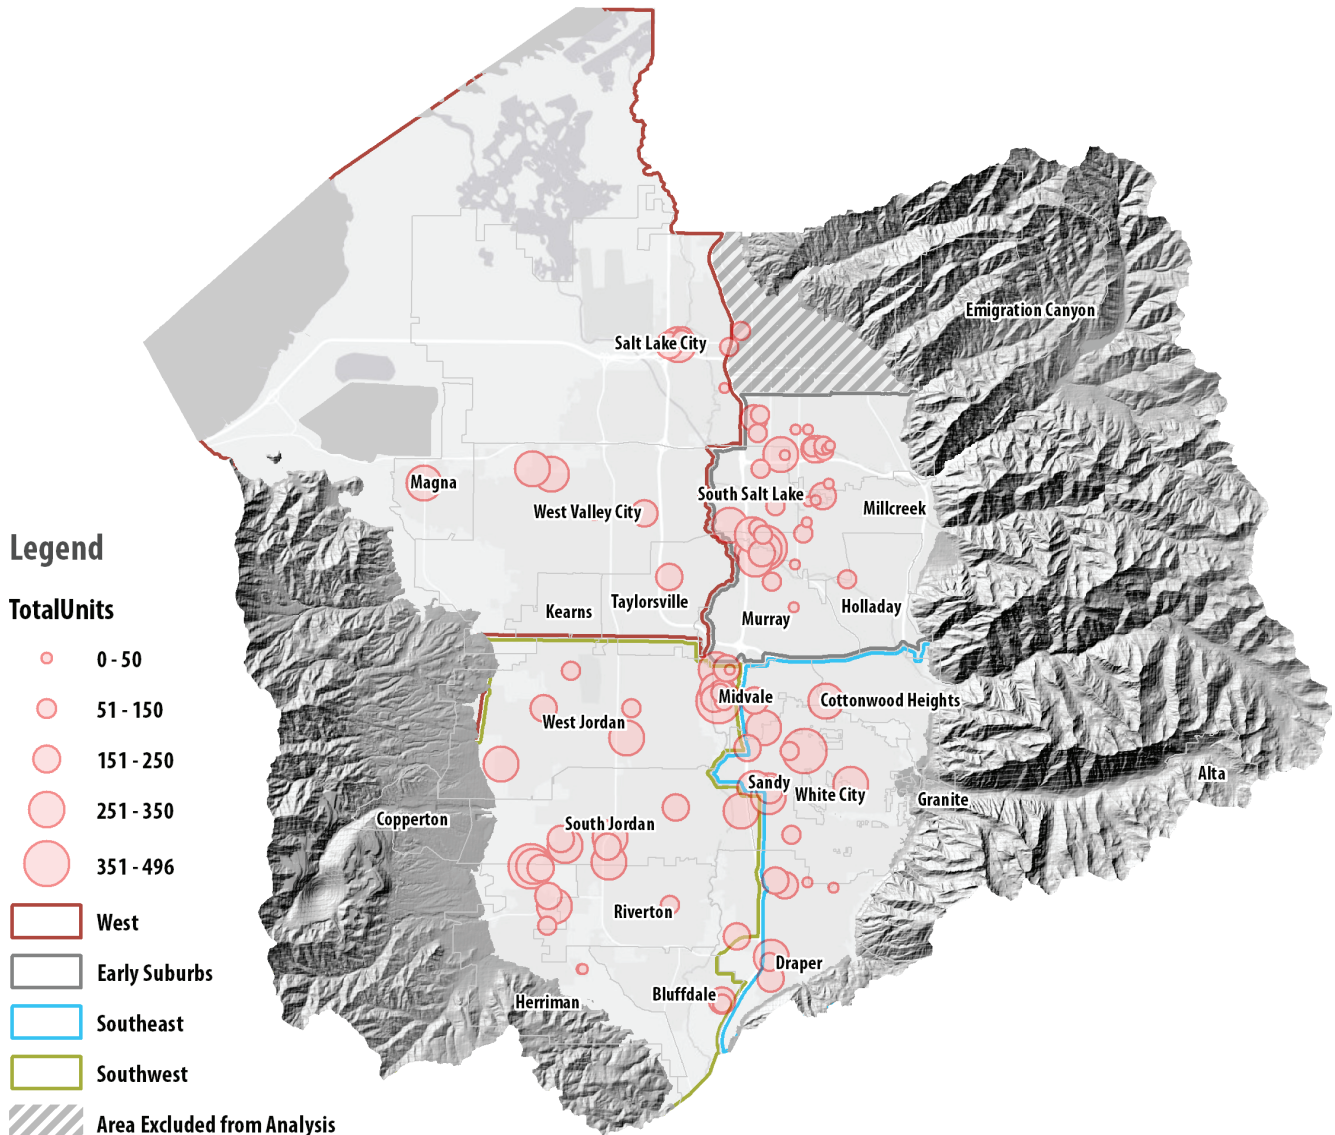 Emigration Canyon
Salt Lake City
Magna
South Salt Lake
West Valley City
Millcreek
Legend
TotalUnits
Kearns
Taylorsville
Murray
Holladay
0 - 50
51 - 150
151 - 250
251 - 350
351 - 496
Midvale
Cottonwood Heights
West Jordan
Sandy
White City
Alta
Granite
Copperton
South Jordan
Riverton
West
Early Suburbs
Draper
Bluffdale
Herriman
Southeast
Southwest
Area Excluded from Analysis